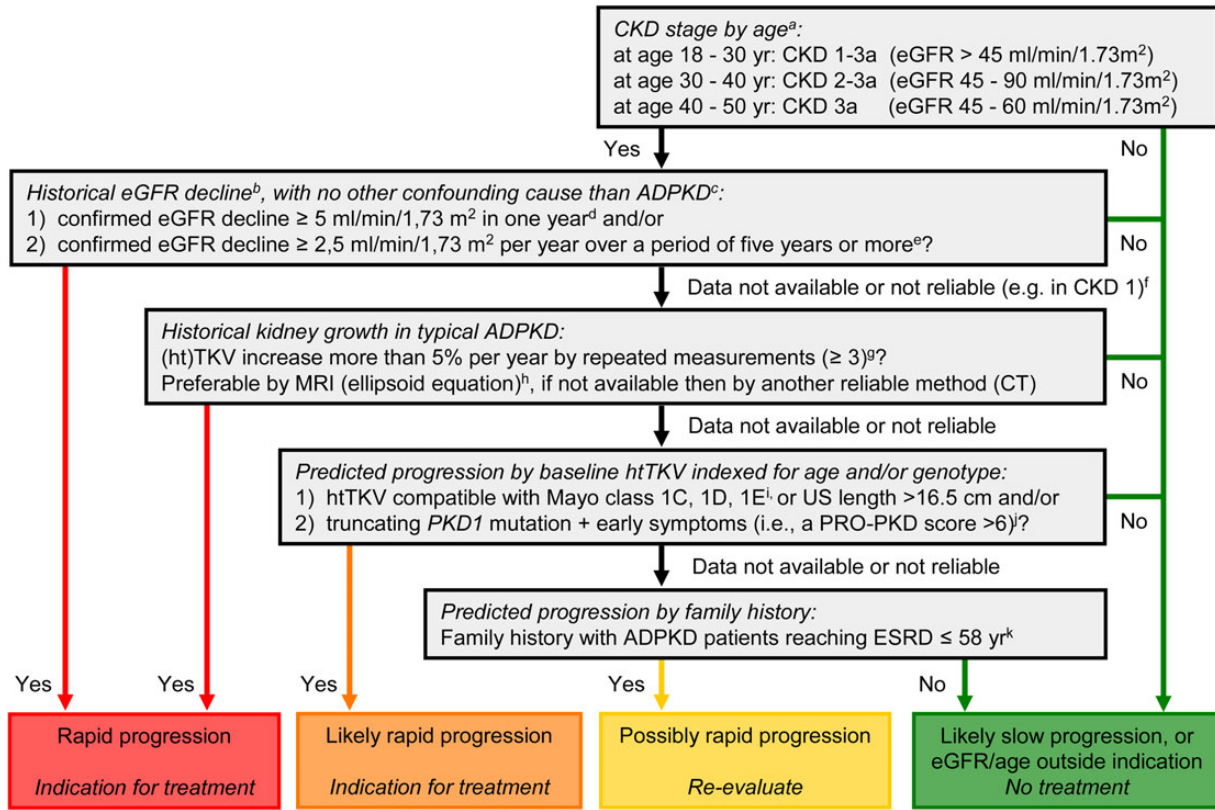 CKD stage by ageᵃ:
at age 18 - 30 yr: CKD 1-3a (eGFR > 45 ml/min/1.73m²)
at age 30 - 40 yr: CKD 2-3a (eGFR 45 - 90 ml/min/1.73m²)
at age 40 - 50 yr: CKD 3a (eGFR 45 - 60 ml/min/1.73m²)
Yes
No
Historical eGFR declineᵇ, with no other confounding cause than ADPKDᶜ:
1) confirmed eGFR decline ≥ 5 ml/min/1,73 m² in one yearᵈ and/or
2) confirmed eGFR decline ≥ 2,5 ml/min/1,73 m² per year over a period of five years or moreᵉ?
No
Data not available or not reliable (e.g. in CKD 1)ᶠ
Historical kidney growth in typical ADPKD:
(ht)TKV increase more than 5% per year by repeated measurements (≥ 3)ᵍ?
Preferable by MRI (ellipsoid equation)ʰ, if not available then by another reliable method (CT)
No
Data not available or not reliable
Predicted progression by baseline htTKV indexed for age and/or genotype:
1) htTKV compatible with Mayo class 1C, 1D, 1Eⁱ, or US length >16.5 cm and/or
2) truncating PKD1 mutation + early symptoms (i.e., a PRO-PKD score >6)ʲ?
No
Data not available or not reliable
Predicted progression by family history:
Family history with ADPKD patients reaching ESRD ≤ 58 yrᵏ
Yes
Yes
Yes
Yes
No
Rapid progression
Indication for treatment
Likely rapid progression
Indication for treatment
Possibly rapid progression
Re-evaluate
Likely slow progression, or
eGFR/age outside indication
No treatment